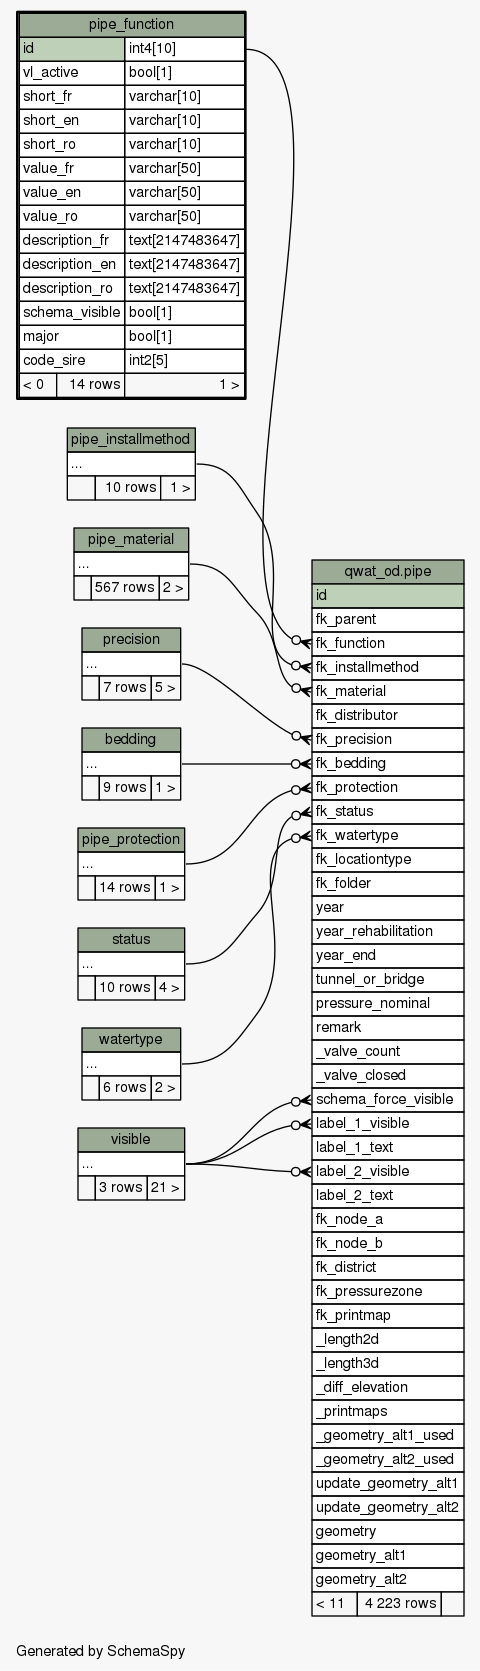 pipe_function
id int4[10]
vl_active bool[1]
short_fr varchar[10]
short_en varchar[10]
short_ro varchar[10]
value_fr varchar[50]
value_en varchar[50]
value_ro varchar[50]
description_fr text[2147483647]
description_en text[2147483647]
description_ro text[2147483647]
schema_visible bool[1]
major bool[1]
code_sire int2[5]
< 0 14 rows 1 >
pipe_installmethod
...
10 rows 1 >
pipe_material
...
567 rows 2 >
precision
...
7 rows 5 >
bedding
...
9 rows 1 >
pipe_protection
...
14 rows 1 >
status
...
10 rows 4 >
watertype
...
6 rows 2 >
visible
...
3 rows 21 >
qwat_od.pipe
id
fk_parent
fk_function
fk_installmethod
fk_material
fk_distributor
fk_precision
fk_bedding
fk_protection
fk_status
fk_watertype
fk_locationtype
fk_folder
year
year_rehabilitation
year_end
tunnel_or_bridge
pressure_nominal
remark
_valve_count
_valve_closed
schema_force_visible
label_1_visible
label_1_text
label_2_visible
label_2_text
fk_node_a
fk_node_b
fk_district
fk_pressurezone
fk_printmap
_length2d
_length3d
_diff_elevation
_printmaps
_geometry_alt1_used
_geometry_alt2_used
update_geometry_alt1
update_geometry_alt2
geometry
geometry_alt1
geometry_alt2
< 11 4 223 rows
Generated by SchemaSpy